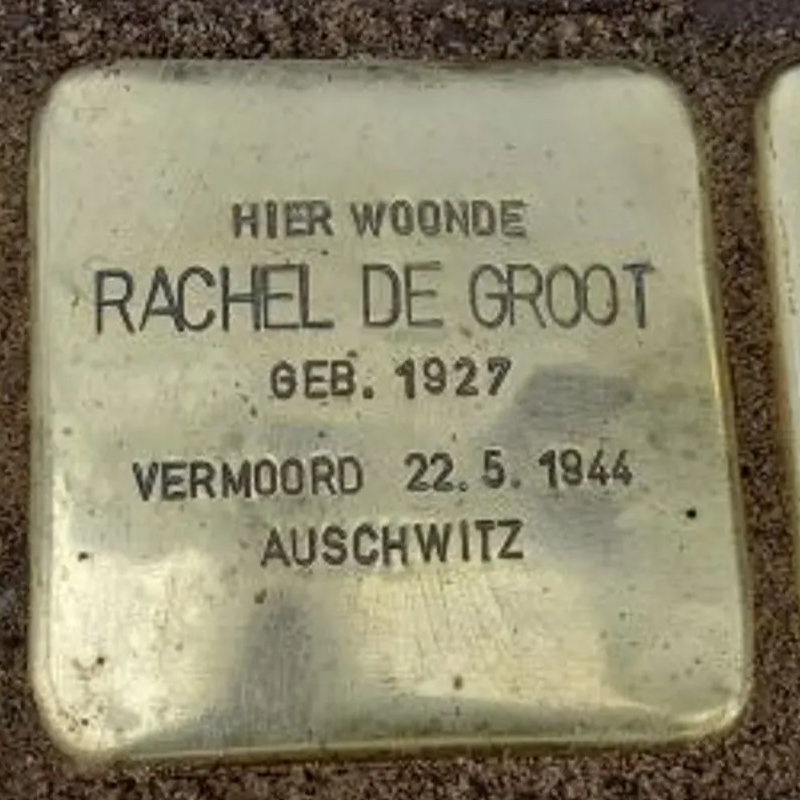 HIER WOONDE
RACHEL DE GROOT
GEB. 1927
VERMOORD 22.5.1944
AUSCHWITZ